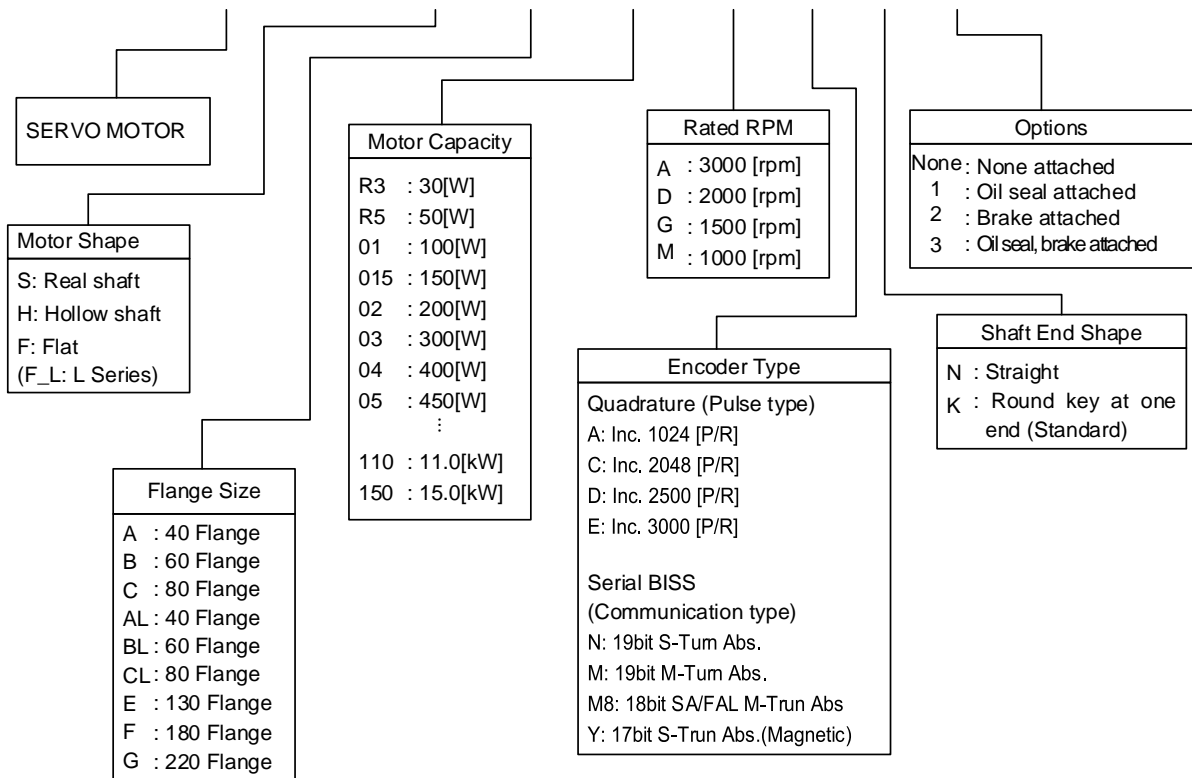 SERVO MOTOR
Motor Shape
S: Real shaft
H: Hollow shaft
F: Flat
(F_L: L Series)
Flange Size
A : 40 Flange
B : 60 Flange
C : 80 Flange
AL : 40 Flange
BL : 60 Flange
CL : 80 Flange
E : 130 Flange
F : 180 Flange
G : 220 Flange
Motor Capacity
R3 : 30[W]
R5 : 50[W]
01 : 100[W]
015 : 150[W]
02 : 200[W]
03 : 300[W]
04 : 400[W]
05 : 450[W]
⋮
110 : 11.0[kW]
150 : 15.0[kW]
Rated RPM
A : 3000 [rpm]
D : 2000 [rpm]
G : 1500 [rpm]
M : 1000 [rpm]
Encoder Type
Quadrature (Pulse type)
A: Inc. 1024 [P/R]
C: Inc. 2048 [P/R]
D: Inc. 2500 [P/R]
E: Inc. 3000 [P/R]
Serial BISS
(Communication type)
N: 19bit S-Turn Abs.
M: 19bit M-Turn Abs.
M8: 18bit SA/FAL M-Trun Abs
Y: 17bit S-Trun Abs.(Magnetic)
Options
None : None attached
1 : Oil seal attached
2 : Brake attached
3 : Oil seal, brake attached
Shaft End Shape
N : Straight
K : Round key at one
end (Standard)